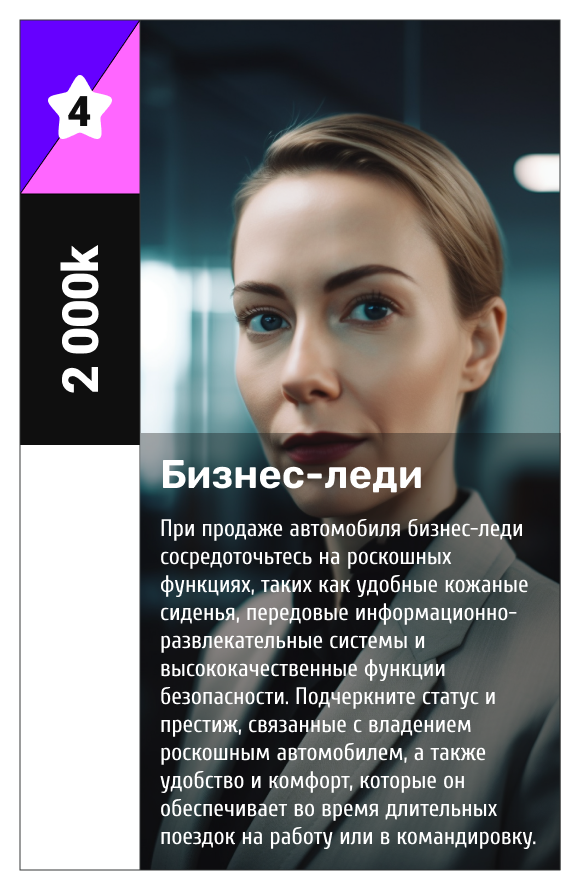 4
2 000k
Бизнес-леди
При продаже автомобиля бизнес-леди
сосредоточьтесь на роскошных
функциях, таких как удобные кожаные
сиденья, передовые информационно-
развлекательные системы и
высококачественные функции
безопасности. Подчеркните статус и
престиж, связанные с владением
роскошным автомобилем, а также
удобство и комфорт, которые он
обеспечивает во время длительных
поездок на работу или в командировку.